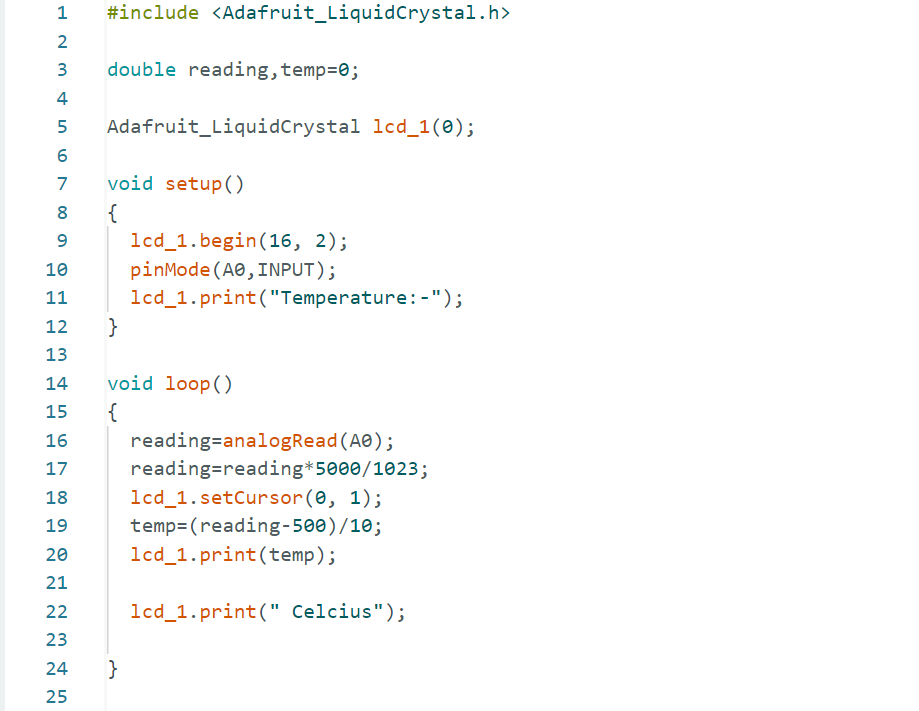 1 #include <Adafruit_LiquidCrystal.h>
2
3 double reading,temp=0;
4
5 Adafruit_LiquidCrystal lcd_1(0);
6
7 void setup()
8 {
9 lcd_1.begin(16, 2);
10 pinMode(A0,INPUT);
11 lcd_1.print("Temperature:-");
12 }
13
14 void loop()
15 {
16 reading=analogRead(A0);
17 reading=reading*5000/1023;
18 lcd_1.setCursor(0, 1);
19 temp=(reading-500)/10;
20 lcd_1.print(temp);
21
22 lcd_1.print(" Celcius");
23
24 }
25